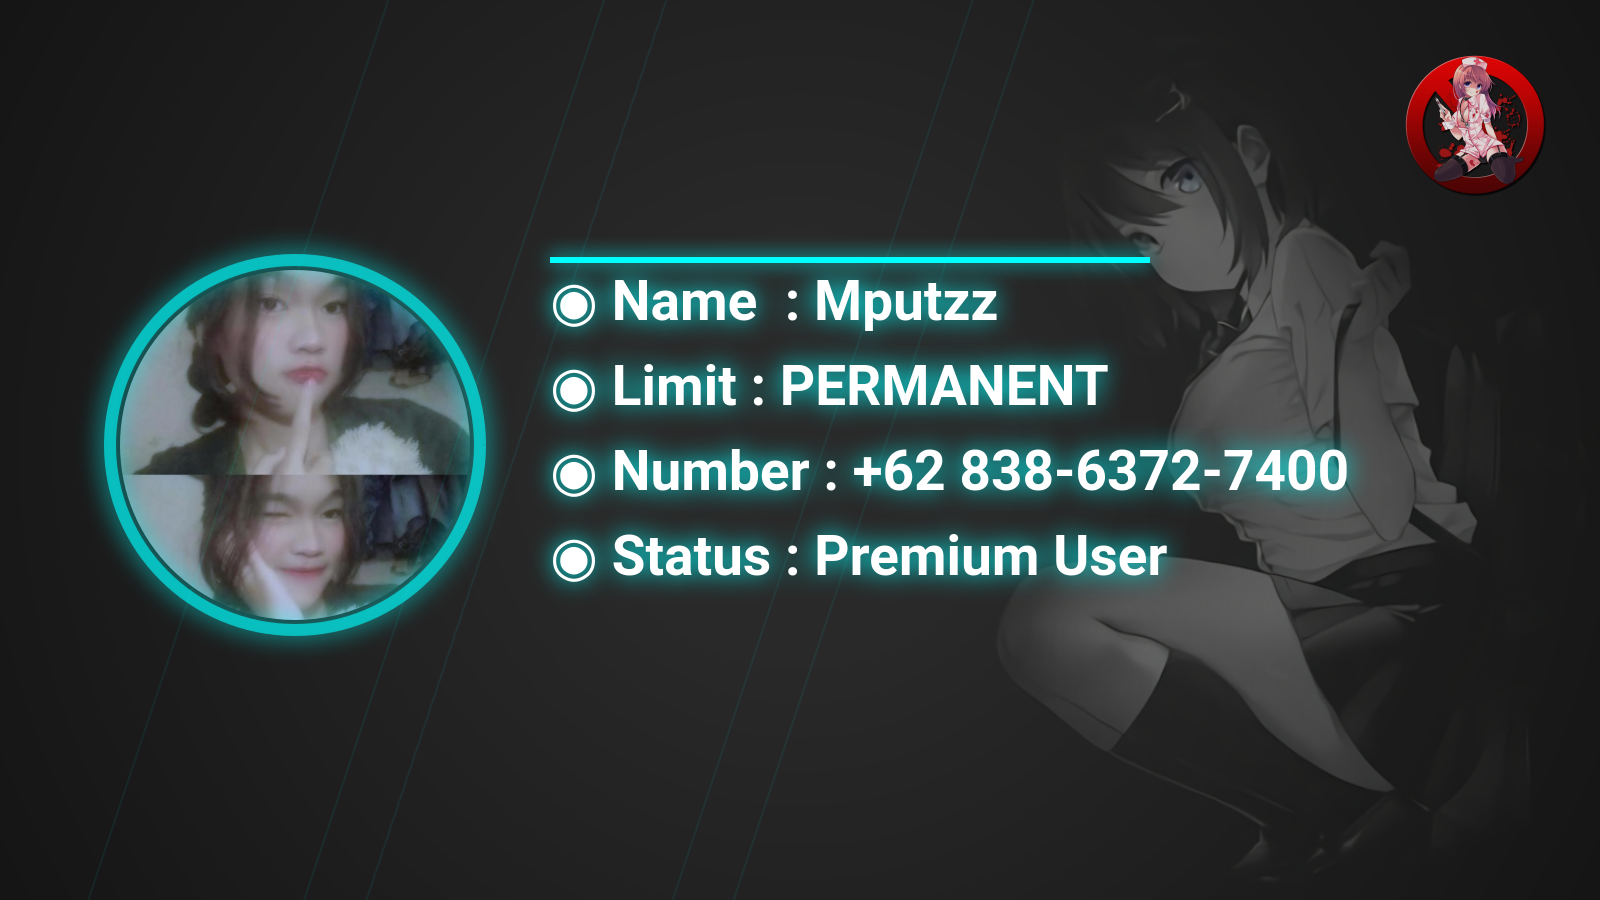 ◉ Name : Mputzz
◉ Limit : PERMANENT
◉ Number : +62 838-6372-7400
◉ Status : Premium User